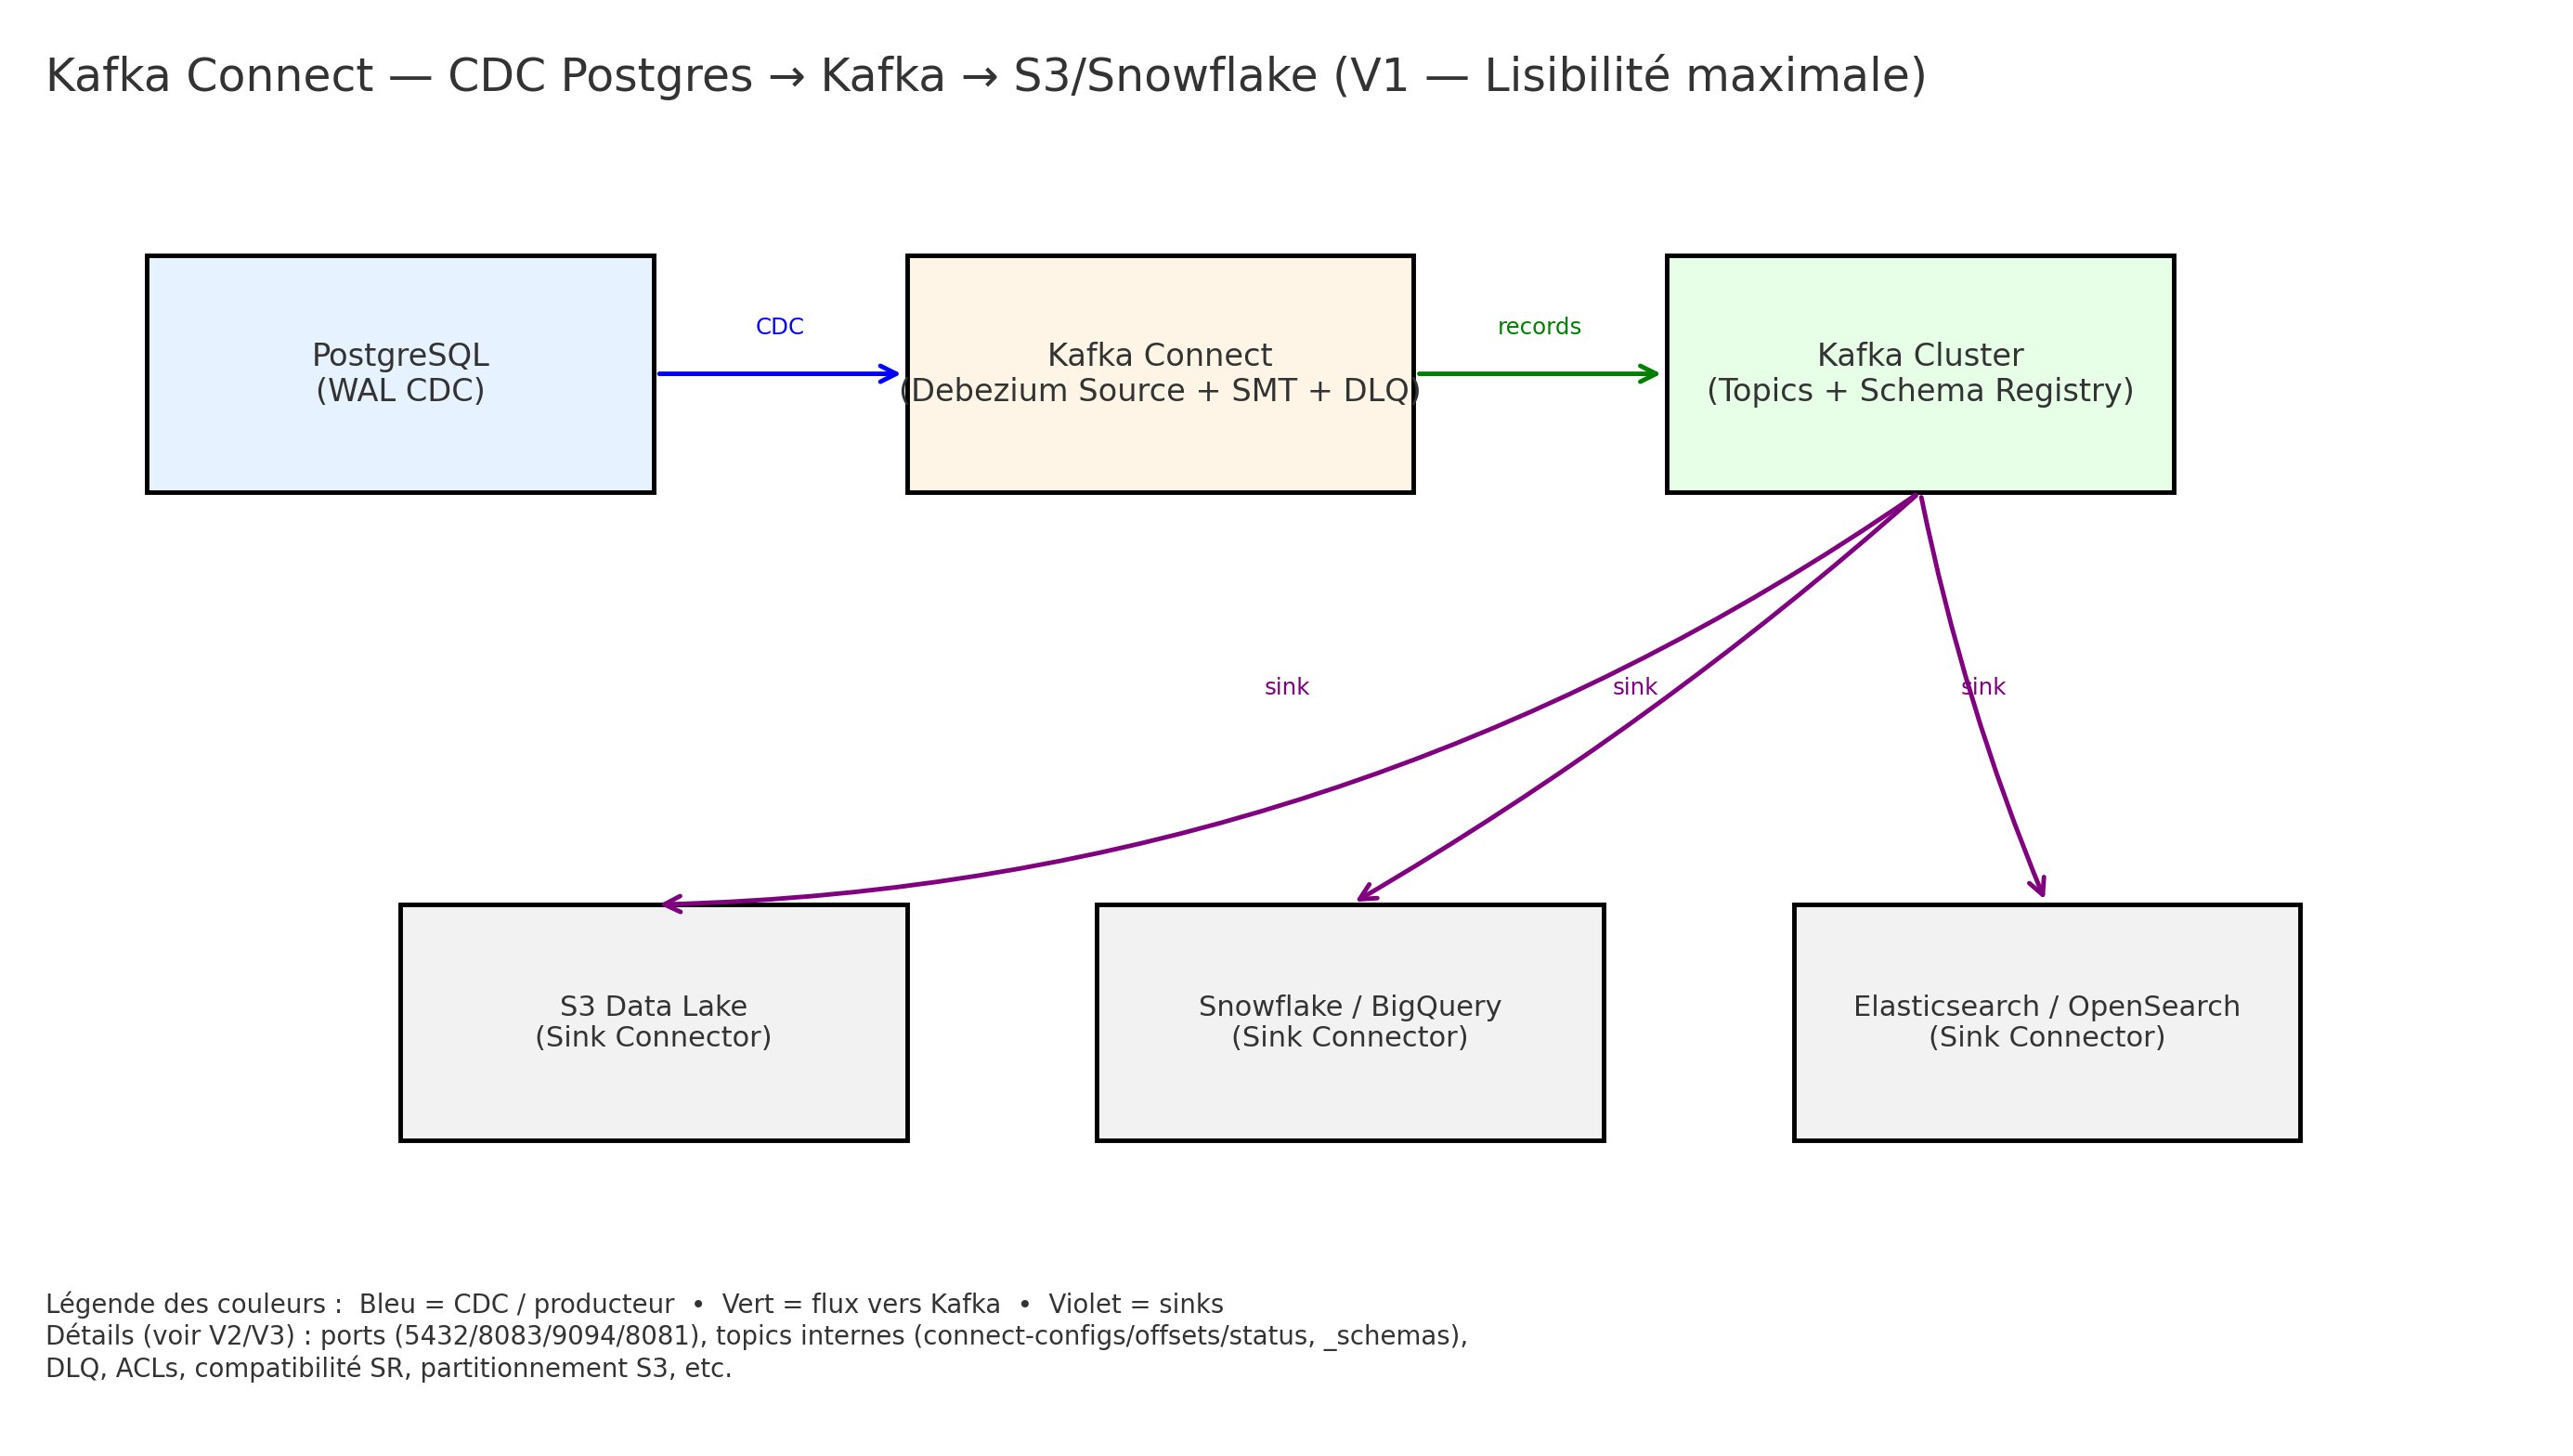 Kafka Connect — CDC Postgres → Kafka → S3/Snowflake (V1 — Lisibilité maximale)
PostgreSQL
(WAL CDC)
CDC
Kafka Connect
(Debezium Source + SMT + DLQ)
records
Kafka Cluster
(Topics + Schema Registry)
sink
sink
sink
S3 Data Lake
(Sink Connector)
Snowflake / BigQuery
(Sink Connector)
Elasticsearch / OpenSearch
(Sink Connector)
Légende des couleurs :  Bleu = CDC / producteur  •  Vert = flux vers Kafka  •  Violet = sinks
Détails (voir V2/V3) : ports (5432/8083/9094/8081), topics internes (connect-configs/offsets/status, _schemas),
DLQ, ACLs, compatibilité SR, partitionnement S3, etc.